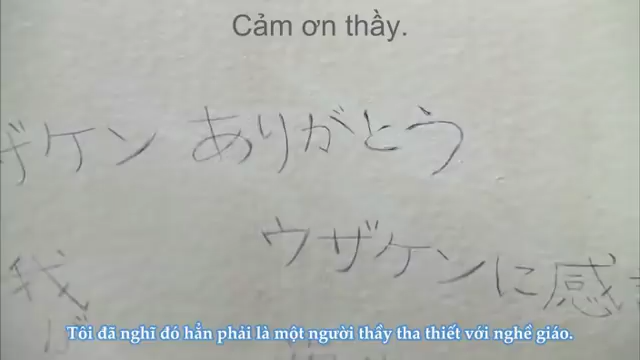 Cảm ơn thầy.
ザケン ありがとう
ウザケンに感
我
Tôi đã nghĩ đó hẳn phải là một người thầy tha thiết với nghề giáo.